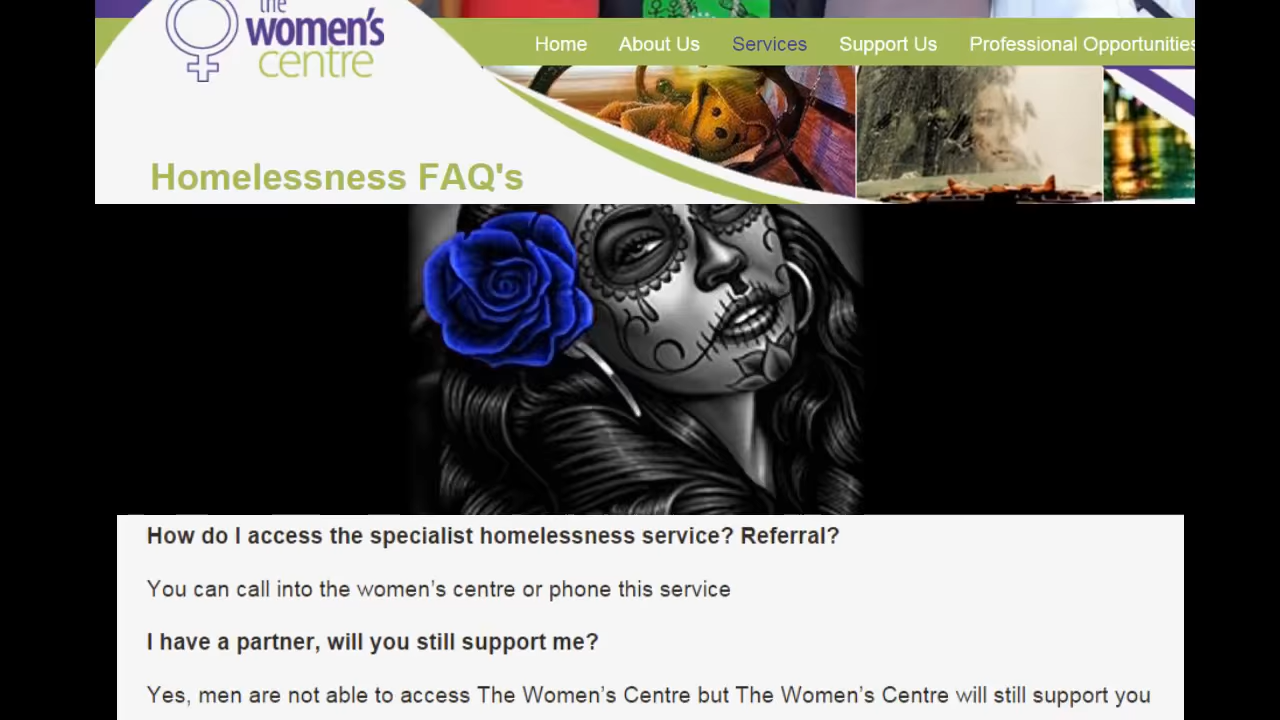 the
women's
centre
Home About Us Services Support Us Professional Opportunities
Homelessness FAQ's
How do I access the specialist homelessness service? Referral?
You can call into the women’s centre or phone this service
I have a partner, will you still support me?
Yes, men are not able to access The Women’s Centre but The Women’s Centre will still support you